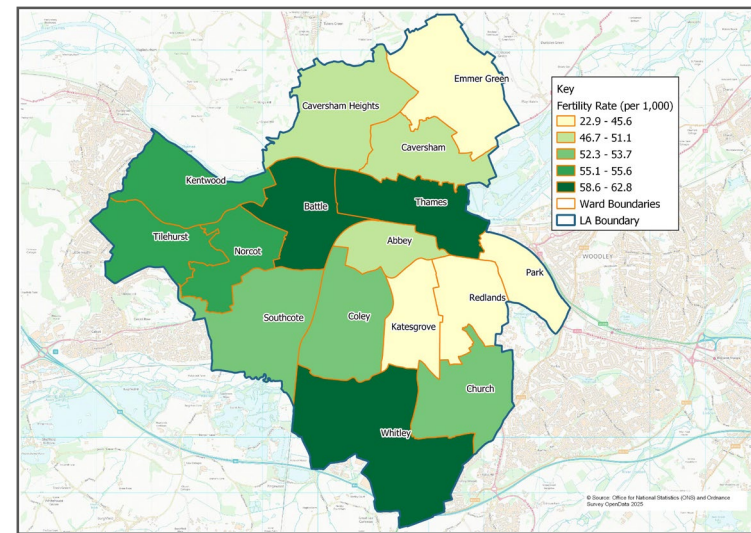 Emmer Green
Caversham Heights
Caversham
Kentwood
Battle
Thames
Tilehurst
Norcot
Abbey
Park
WOODLEY
Redlands
Southcote
Coley
Katesgrove
Church
Whitley
Key
Fertility Rate (per 1,000)
22.9 - 45.6
46.7 - 51.1
52.3 - 53.7
55.1 - 55.6
58.6 - 62.8
Ward Boundaries
LA Boundary
© Source: Office for National Statistics (ONS) and Ordnance
Survey OpenData 2025